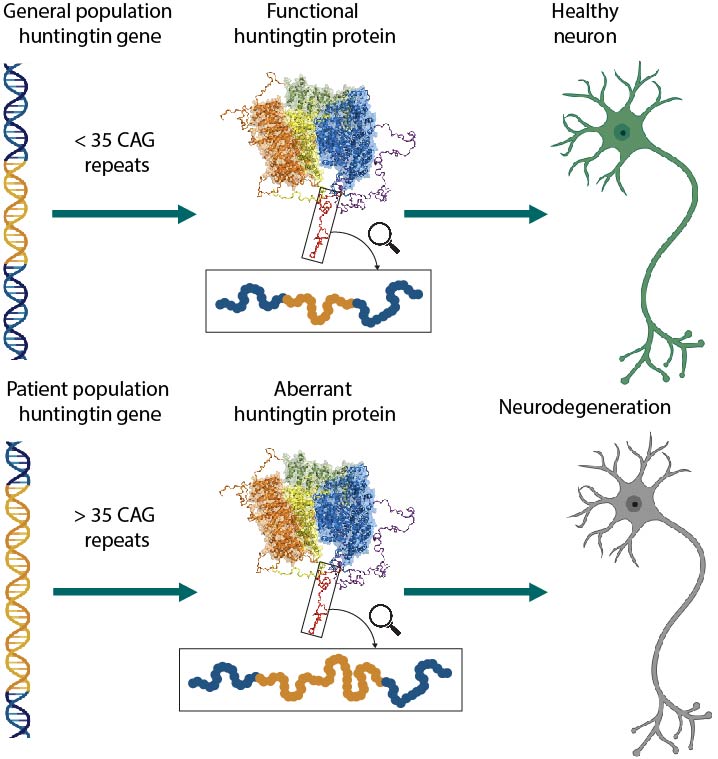 General population
huntingtin gene
Functional
huntingtin protein
Healthy
neuron
< 35 CAG
repeats
Patient population
huntingtin gene
Aberrant
huntingtin protein
Neurodegeneration
> 35 CAG
repeats